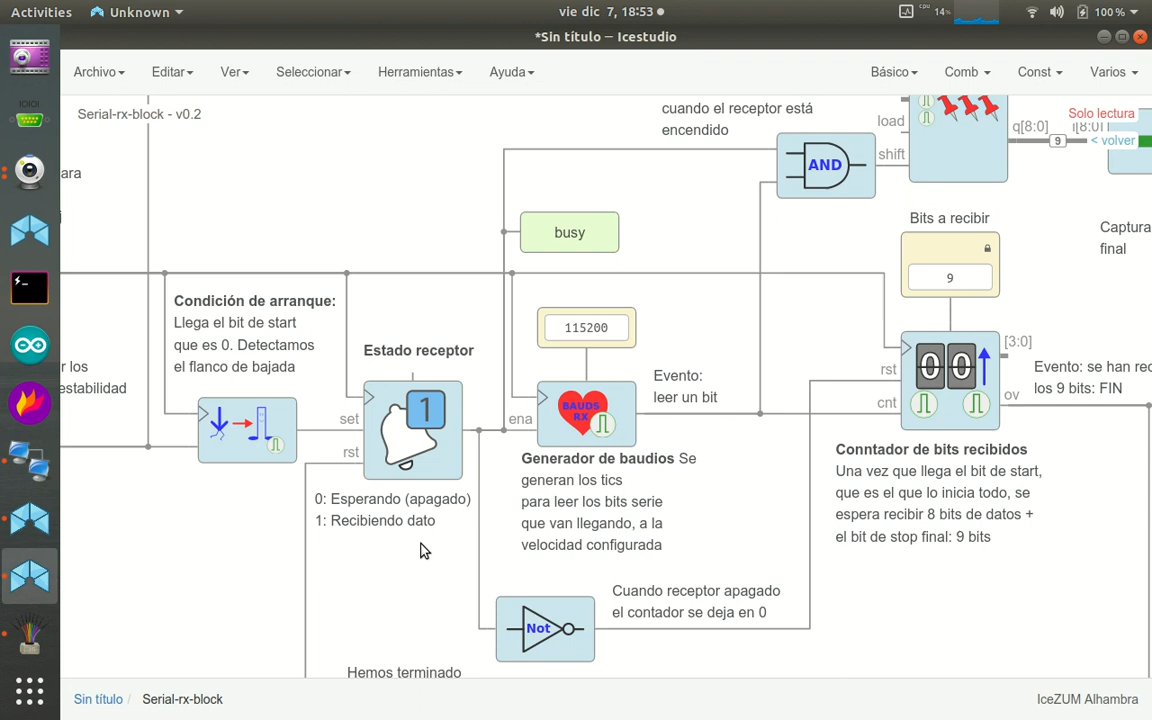 Activities
Unknown
vie dic 7, 18:53
cpu
14%
100%
*Sin título – Icestudio
Archivo
Editar
Ver
Seleccionar
Herramientas
Ayuda
Básico
Comb
Const
Varios
Serial-rx-block - v0.2
Solo lectura
< volver
cuando el receptor está
encendido
load
shift
q[8:0]
i[8:0]
9
AND
ara
busy
Bits a recibir
9
Captura
final
Condición de arranque:
Llega el bit de start
que es 0. Detectamos
el flanco de bajada
r los
estabilidad
Estado receptor
set
rst
1
0: Esperando (apagado)
1: Recibiendo dato
115200
ena
BAUDS
RX
Evento:
leer un bit
Generador de baudios Se
generan los tics
para leer los bits serie
que van llegando, a la
velocidad configurada
rst
cnt
00
[3:0]
ov
Evento: se han rec
los 9 bits: FIN
Conntador de bits recibidos
Una vez que llega el bit de start,
que es el que lo inicia todo, se
espera recibir 8 bits de datos +
el bit de stop final: 9 bits
Not
Cuando receptor apagado
el contador se deja en 0
Hemos terminado
Sin título / Serial-rx-block
IceZUM Alhambra